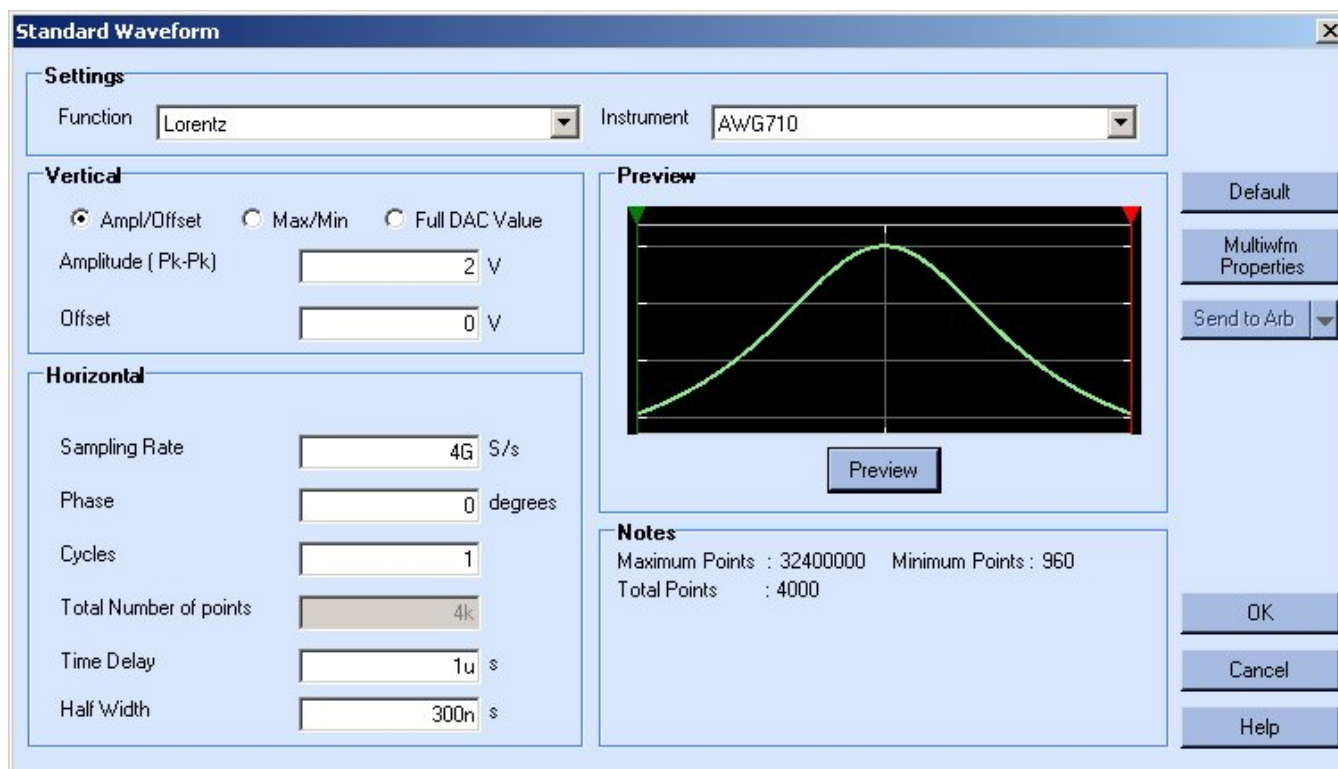 Standard Waveform
Settings
Function Lorentz Instrument AWG710
Vertical
Ampl/Offset Max/Min Full DAC Value
Amplitude ( Pk-Pk) 2 V
Offset 0 V
Horizontal
Sampling Rate 4G S/s
Phase 0 degrees
Cycles 1
Total Number of points 4k
Time Delay 1u s
Half Width 300n s
Preview
Preview
Notes
Maximum Points : 32400000 Minimum Points : 960
Total Points : 4000
Default
Multiwfm
Properties
Send to Arb
OK
Cancel
Help